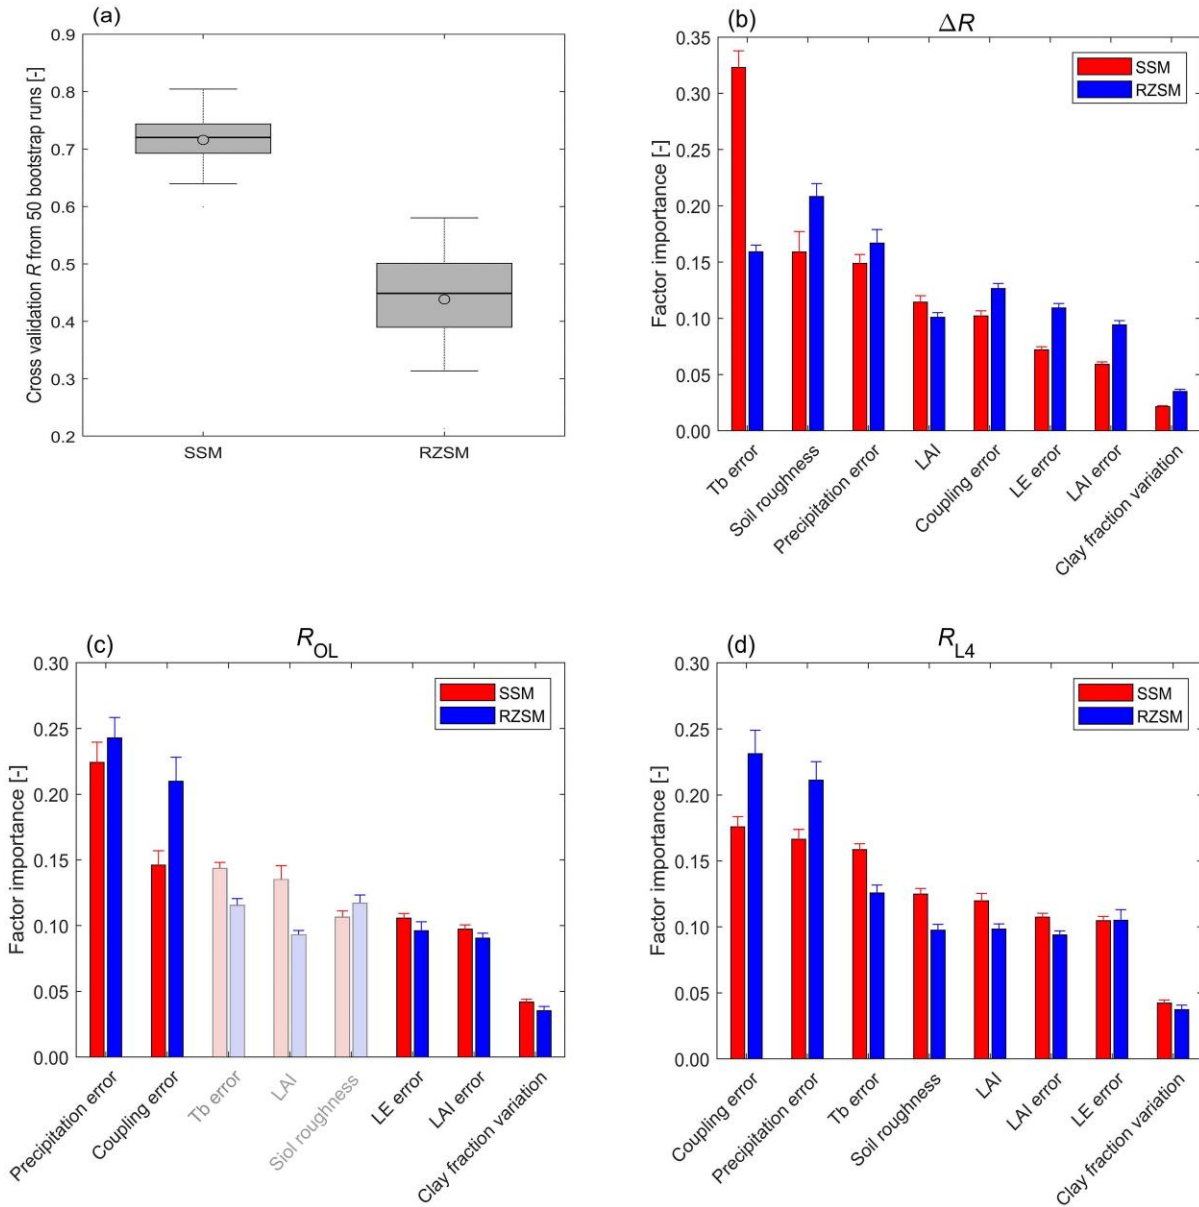 (a)
Cross validation R from 50 bootstrap runs [-]
0.9
0.8
0.7
0.6
0.5
0.4
0.3
0.2
SSM
RZSM
(b)
ΔR
Factor importance [-]
0.35
0.30
0.25
0.20
0.15
0.10
0.05
0.00
SSM
RZSM
Tb error
Soil roughness
Precipitation error
LAI
Coupling error
LE error
LAI error
Clay fraction variation
(c)
R_OL
Factor importance [-]
0.30
0.25
0.20
0.15
0.10
0.05
0.00
SSM
RZSM
Precipitation error
Coupling error
Tb error
LAI
Siol roughness
LE error
LAI error
Clay fraction variation
(d)
R_L4
Factor importance [-]
0.30
0.25
0.20
0.15
0.10
0.05
0.00
SSM
RZSM
Coupling error
Precipitation error
Tb error
Soil roughness
LAI
LAI error
LE error
Clay fraction variation